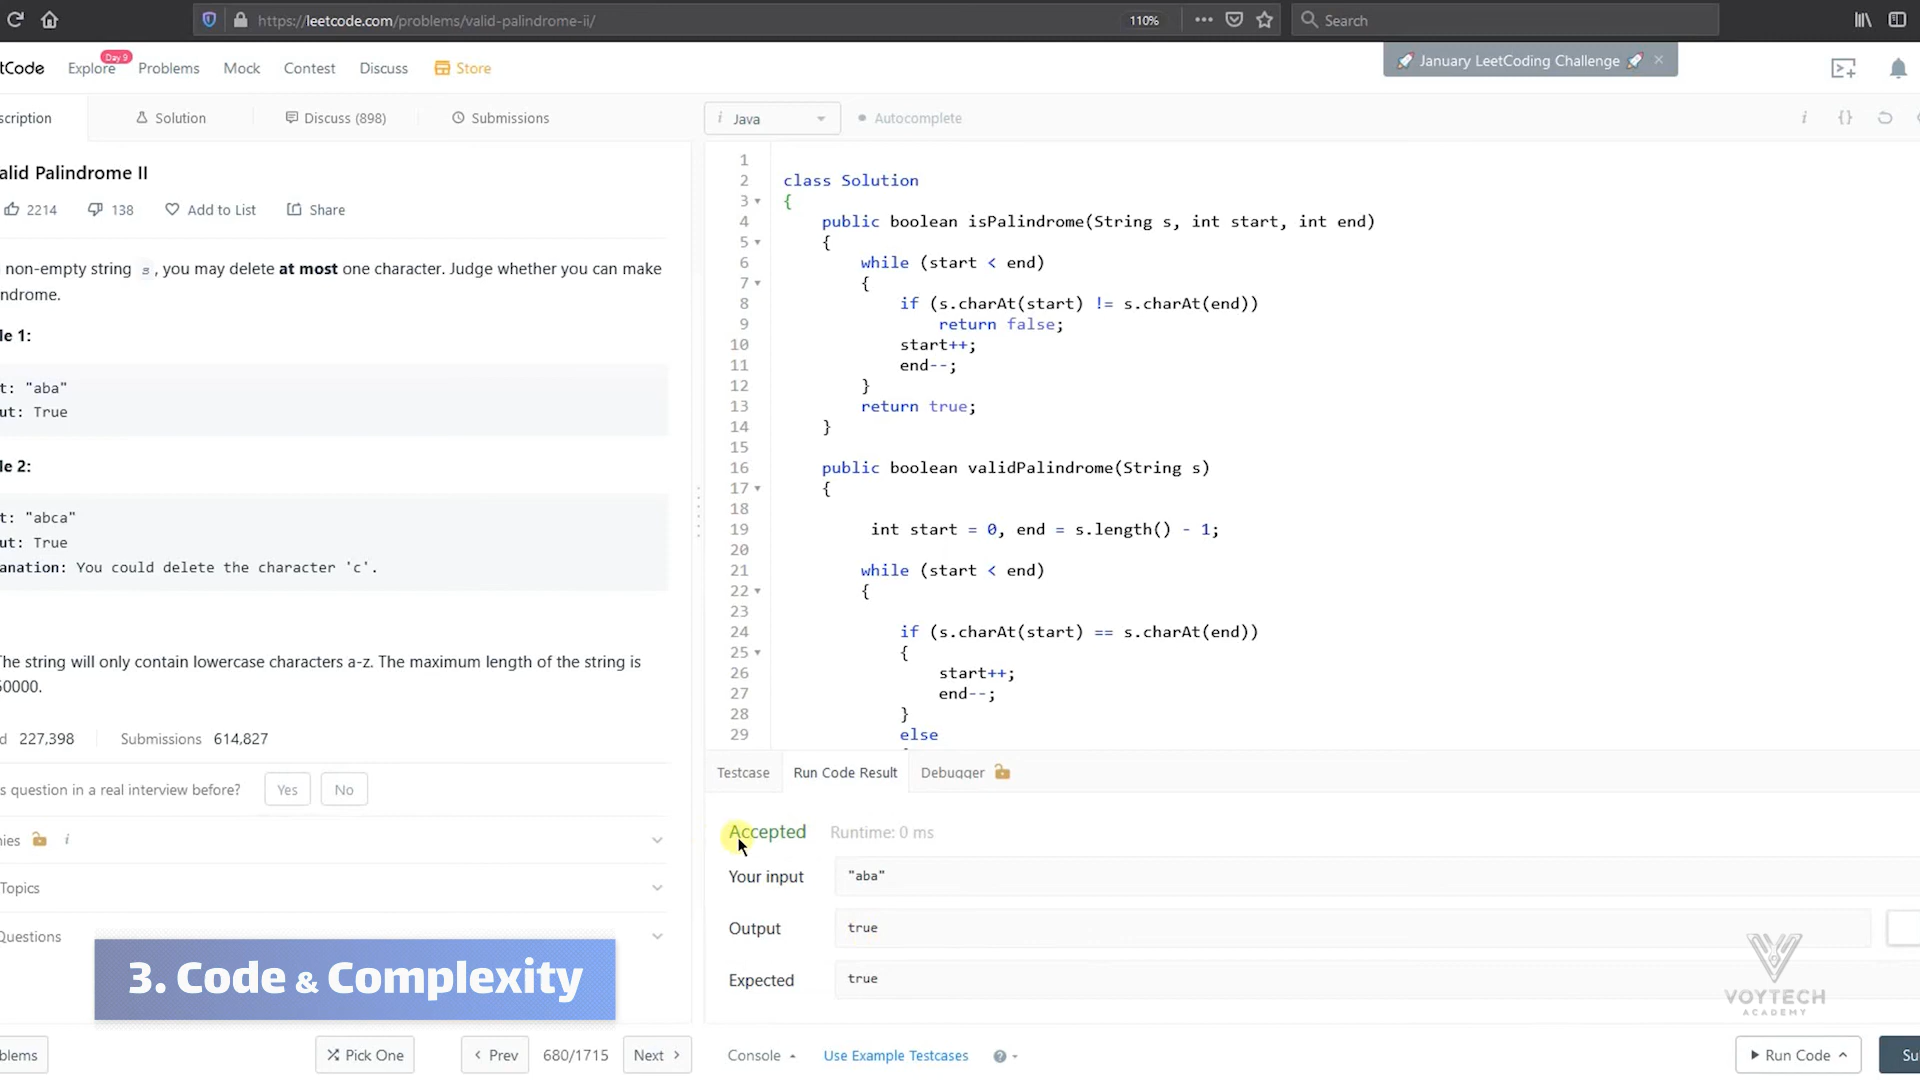 https://leetcode.com/problems/valid-palindrome-ii/
110%
Search
tCode
Explore
Day 9
Problems
Mock
Contest
Discuss
Store
January LeetCoding Challenge
scription
Solution
Discuss (898)
Submissions
i Java
Autocomplete
alid Palindrome II
2214
138
Add to List
Share
non-empty string s, you may delete at most one character. Judge whether you can make
ndrome.
le 1:
t: "aba"
ut: True
le 2:
t: "abca"
ut: True
anation: You could delete the character 'c'.
The string will only contain lowercase characters a-z. The maximum length of the string is
50000.
d 227,398
Submissions 614,827
s question in a real interview before?
Yes
No
nies
i
Topics
Questions
3. Code & Complexity
blems
Pick One
Prev
680/1715
Next
i {}
1
2 class Solution
3 {
4 public boolean isPalindrome(String s, int start, int end)
5 {
6 while (start < end)
7 {
8 if (s.charAt(start) != s.charAt(end))
9 return false;
10 start++;
11 end--;
12 }
13 return true;
14 }
15
16 public boolean validPalindrome(String s)
17 {
18
19 int start = 0, end = s.length() - 1;
20
21 while (start < end)
22 {
23
24 if (s.charAt(start) == s.charAt(end))
25 {
26 start++;
27 end--;
28 }
29 else
Testcase
Run Code Result
Debugger
Accepted
Runtime: 0 ms
Your input
"aba"
Output
true
Expected
true
VOYTECH
ACADEMY
Console
Use Example Testcases
?
Run Code
Su